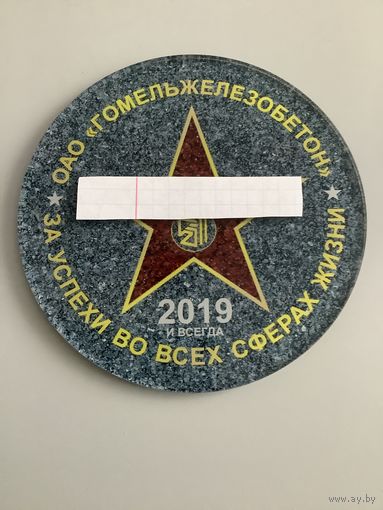 ОАО «ГОМЕЛЬЖЕЛЕЗОБЕТОН»
ЗА УСПЕХИ ВО ВСЕХ СФЕРАХ ЖИЗНИ
2019
И ВСЕГДА
www.ay.by